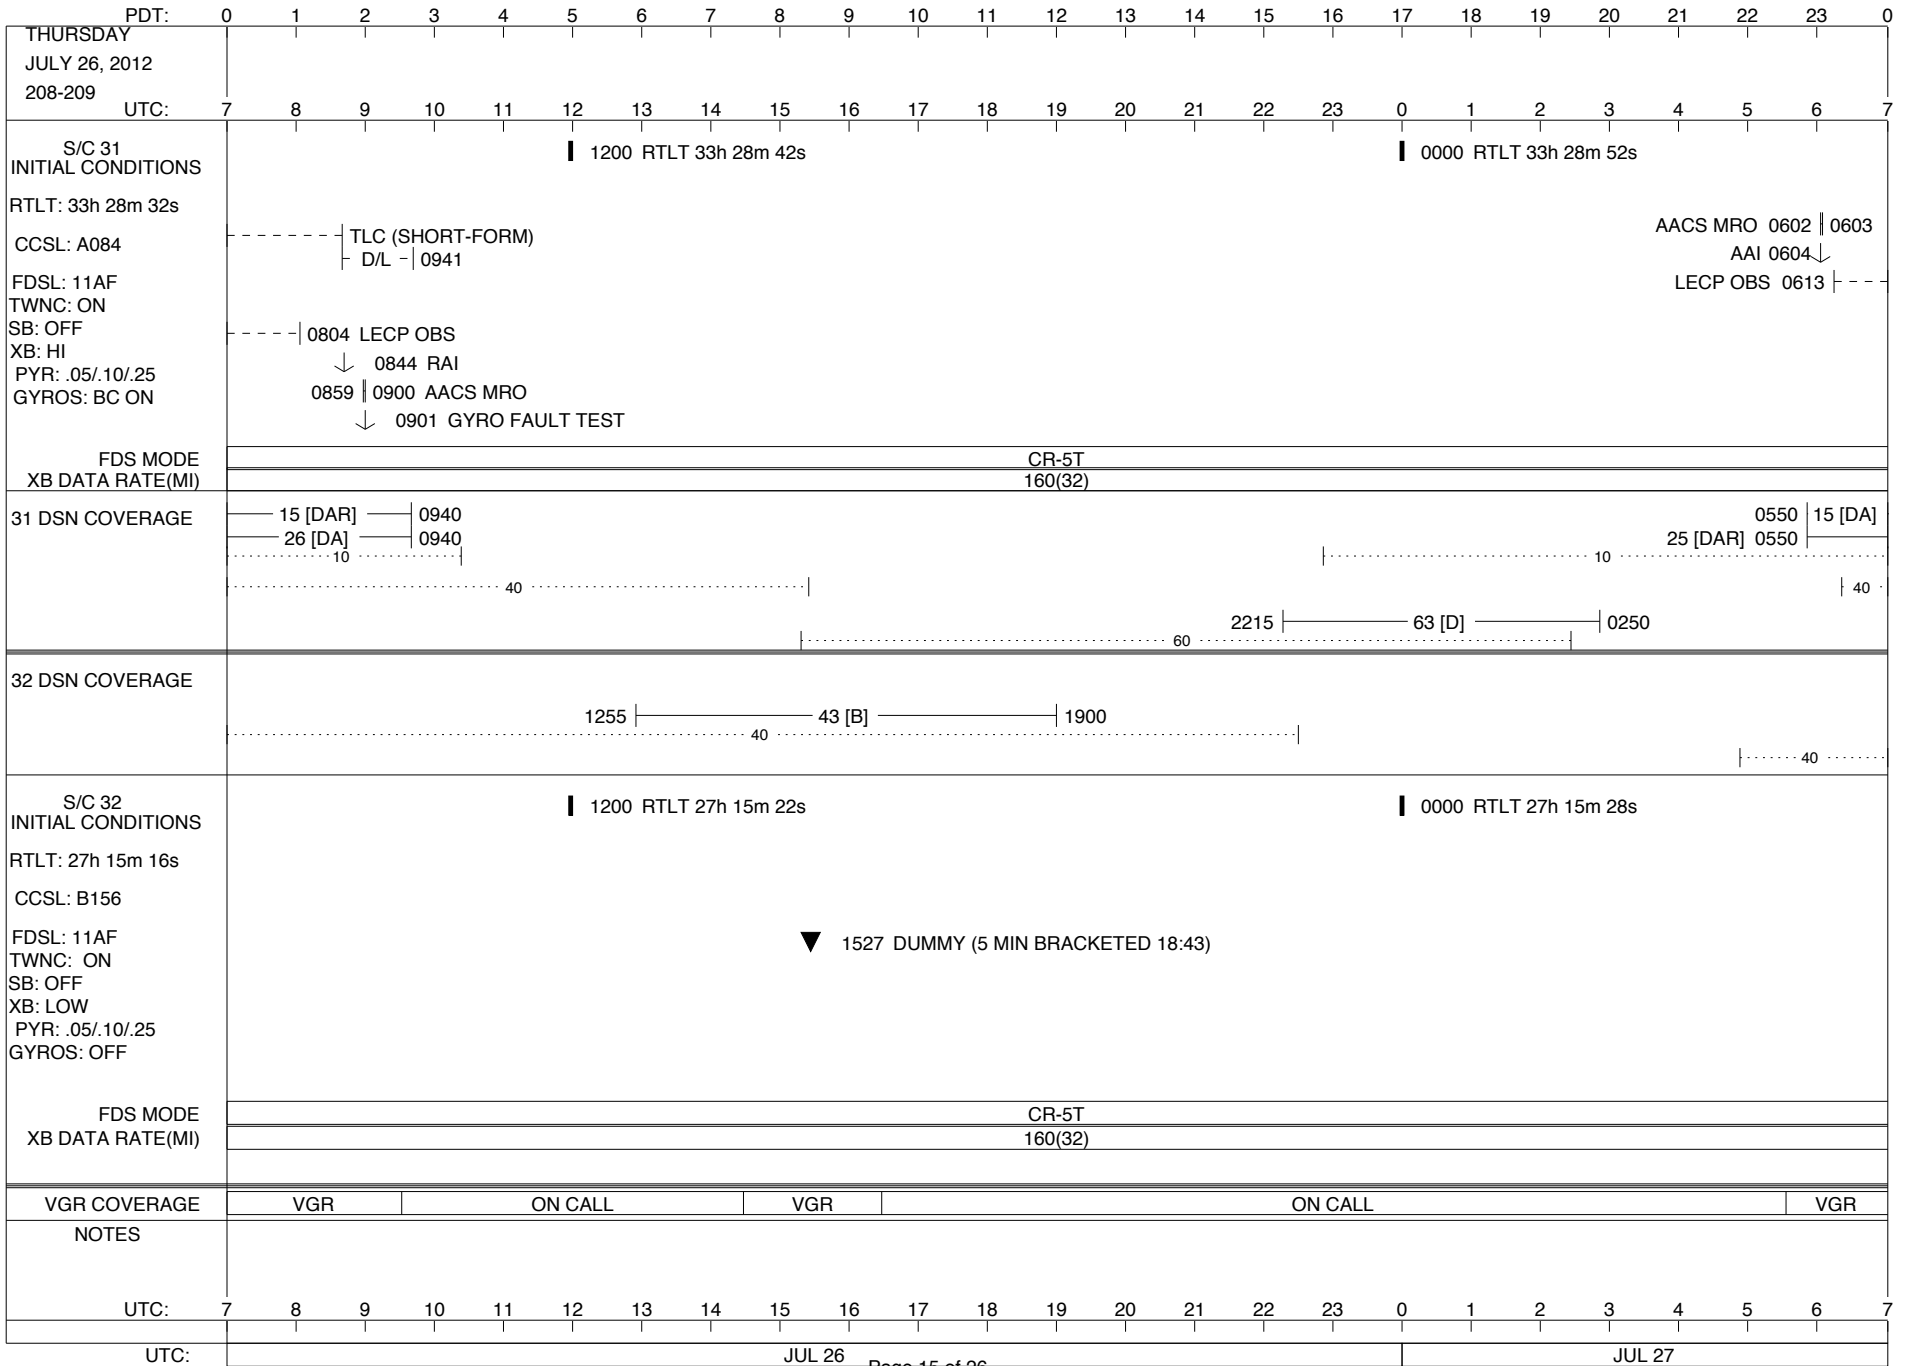 PDT: 0 1 2 3 4 5 6 7 8 9 10 11 12 13 14 15 16 17 18 19 20 21 22 23 0
THURSDAY
JULY 26, 2012
208-209
UTC: 7 8 9 10 11 12 13 14 15 16 17 18 19 20 21 22 23 0 1 2 3 4 5 6 7
S/C 31
INITIAL CONDITIONS
1200 RTLT 33h 28m 42s
0000 RTLT 33h 28m 52s
RTLT: 33h 28m 32s
CCSL: A084
FDSL: 11AF
TWNC: ON
SB: OFF
XB: HI
PYR: .05/.10/.25
GYROS: BC ON
TLC (SHORT-FORM)
D/L 0941
0804 LECP OBS
0844 RAI
0859 0900 AACS MRO
0901 GYRO FAULT TEST
AACS MRO 0602 0603
AAI 0604
LECP OBS 0613
FDS MODE CR-5T
XB DATA RATE(MI) 160(32)
31 DSN COVERAGE
15 [DAR] 0940
26 [DA] 0940
10
0550 15 [DA]
25 [DAR] 0550
10
40
40
2215 63 [D] 0250
60
32 DSN COVERAGE
1255 43 [B] 1900
40
40
S/C 32
INITIAL CONDITIONS
1200 RTLT 27h 15m 22s
0000 RTLT 27h 15m 28s
RTLT: 27h 15m 16s
CCSL: B156
FDSL: 11AF
TWNC: ON
SB: OFF
XB: LOW
PYR: .05/.10/.25
GYROS: OFF
1527 DUMMY (5 MIN BRACKETED 18:43)
FDS MODE CR-5T
XB DATA RATE(MI) 160(32)
VGR COVERAGE VGR ON CALL VGR ON CALL VGR
NOTES
UTC: 7 8 9 10 11 12 13 14 15 16 17 18 19 20 21 22 23 0 1 2 3 4 5 6 7
UTC: JUL 26 JUL 27
Page 15 of 26